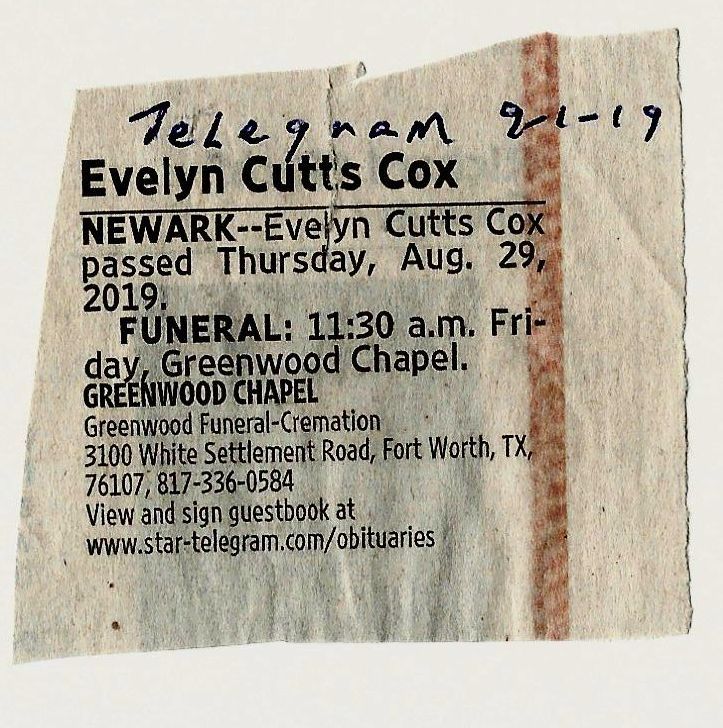 Telegram 9-1-19
Evelyn Cutts Cox
NEWARK--Evelyn Cutts Cox
passed Thursday, Aug. 29,
2019.
FUNERAL: 11:30 a.m. Fri-
day, Greenwood Chapel.
GREENWOOD CHAPEL
Greenwood Funeral-Cremation
3100 White Settlement Road, Fort Worth, TX,
76107, 817-336-0584
View and sign guestbook at
www.star-telegram.com/obituaries